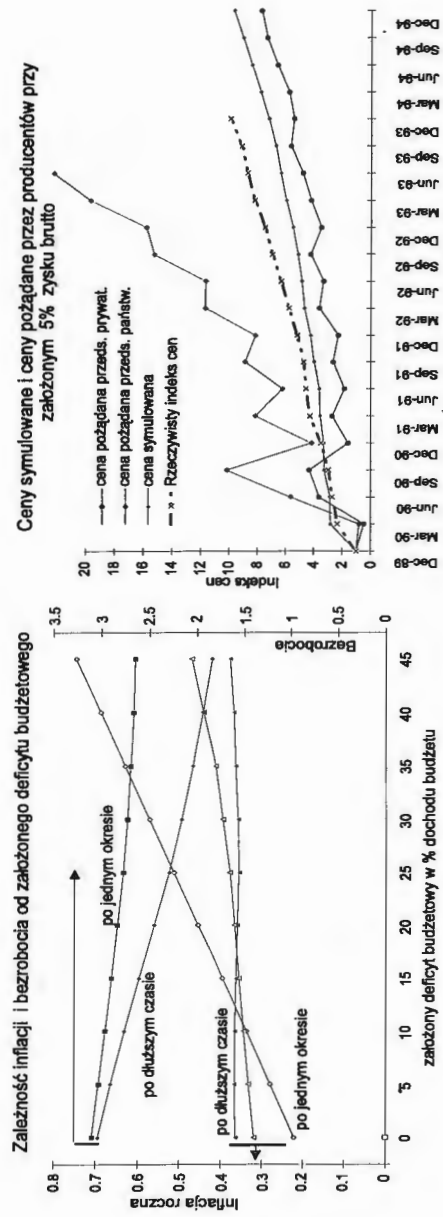 Zależność inflacji i bezrobocia od założonego deficytu budżetowego
Inflacja roczna
0.8
0.7
0.6
0.5
0.4
0.3
0.2
0.1
0
po jednym okresie
po dłuższym czasie
po dłuższym czasie
po jednym okresie
3.5
3
2.5
2
1.5
1
0.5
0
Bezrobocie
0 5 10 15 20 25 30 35 40 45
założony deficyt budżetowy w % dochodu budżetu
Ceny symulowane i ceny pożądane przez producentów przy
założonym 5% zysku brutto
Indeks cen
20
18
16
14
12
10
8
6
4
2
0
cena pożądana przeds. prywat.
cena pożądana przeds. państw.
cena symulowana
Rzeczywisty indeks cen
Dec-89
Mar-90
Jun-90
Sep-90
Dec-90
Mar-91
Jun-91
Sep-91
Dec-91
Mar-92
Jun-92
Sep-92
Dec-92
Mar-93
Jun-93
Sep-93
Dec-93
Mar-94
Jun-94
Sep-94
Dec-94